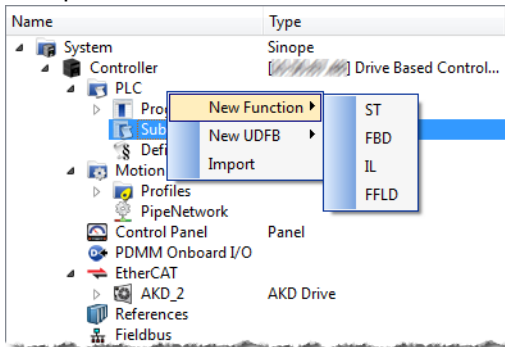 Name Type
System Sinope
Controller [ ] Drive Based Control...
PLC
Pro
Sub
Defi
New Function
New UDFB
Import
ST
FBD
IL
FFLD
Motion
Profiles
PipeNetwork
Control Panel Panel
PDMM Onboard I/O
EtherCAT
AKD_2 AKD Drive
References
Fieldbus